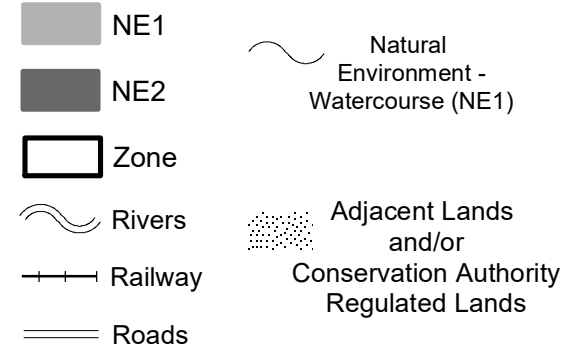 NE1
NE2
Zone
Rivers
Railway
Roads
Natural
Environment -
Watercourse (NE1)
Adjacent Lands
and/or
Conservation Authority
Regulated Lands